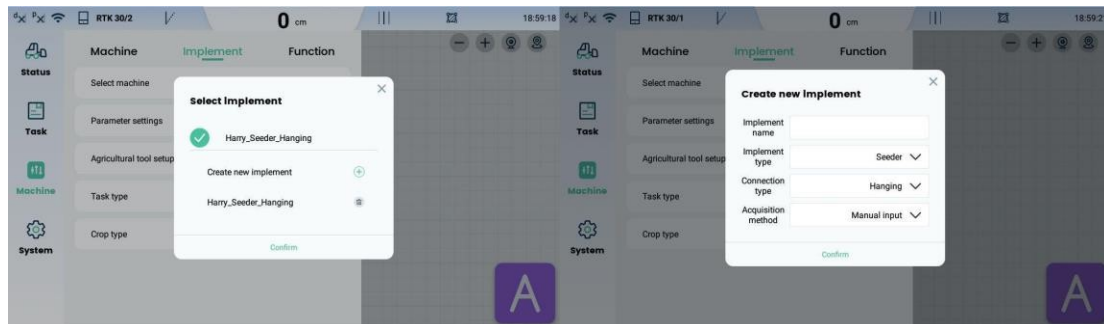 RTK 30/2
0 cm
18:59:18
Status
Task
Machine
System
Machine Implement Function
Select machine
Parameter settings
Agricultural tool setup
Task type
Crop type
Select Implement
Harry_Seeder_Hanging
Create new implement
Harry_Seeder_Hanging
Confirm
A
RTK 30/1
0 cm
18:59:2
Status
Task
Machine
System
Machine Implement Function
Select machine
Parameter settings
Agricultural tool setup
Task type
Crop type
Create new Implement
Implement name
Implement type Seeder
Connection type Hanging
Acquisition method Manual input
Confirm
A